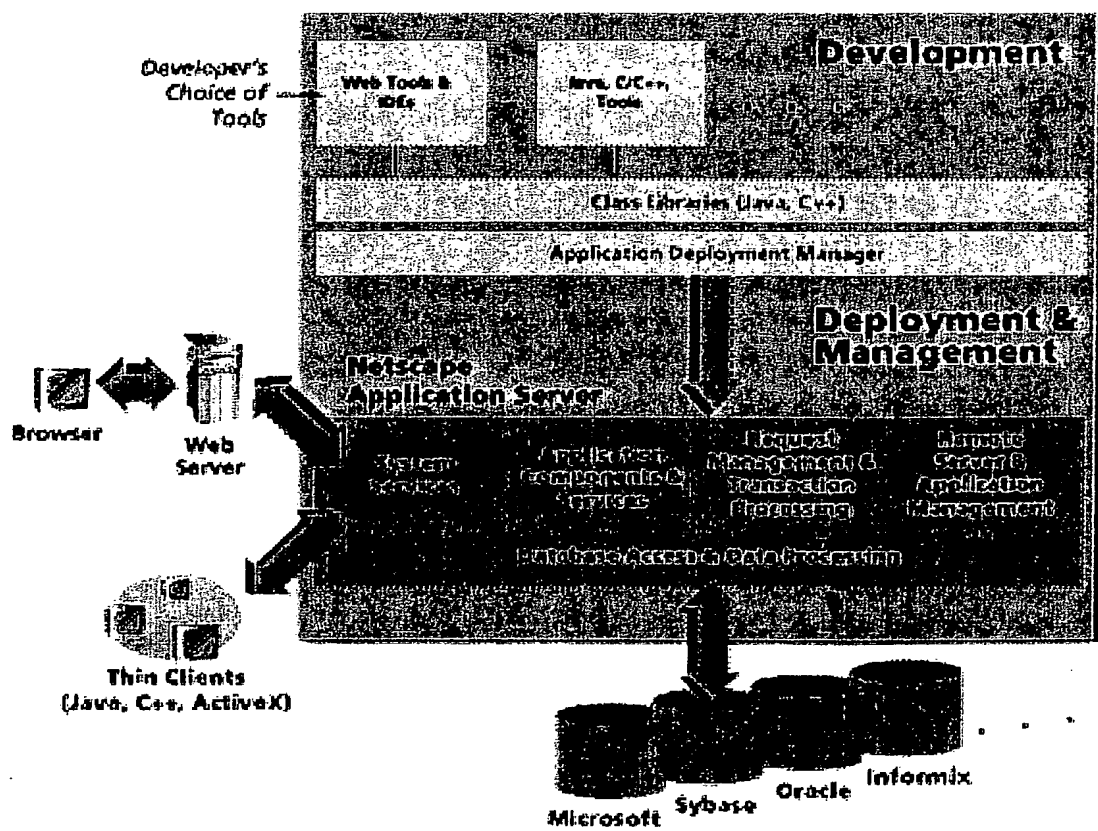 Development
Developer's
Choice of
Tools
Web Tools &
IDEs
Java, C/C++,
Tools
Class Libraries (Java, C++)
Application Deployment Manager
Deployment &
Management
Netscape
Application Server
Browser
Web
Server
System
Services
Application
Components &
Services
Request
Management &
Transaction
Processing
Remote
Server &
Application
Management
Database Access & Data Processing
Thin Clients
(Java, C++, ActiveX)
Microsoft
Sybase
Oracle
Informix